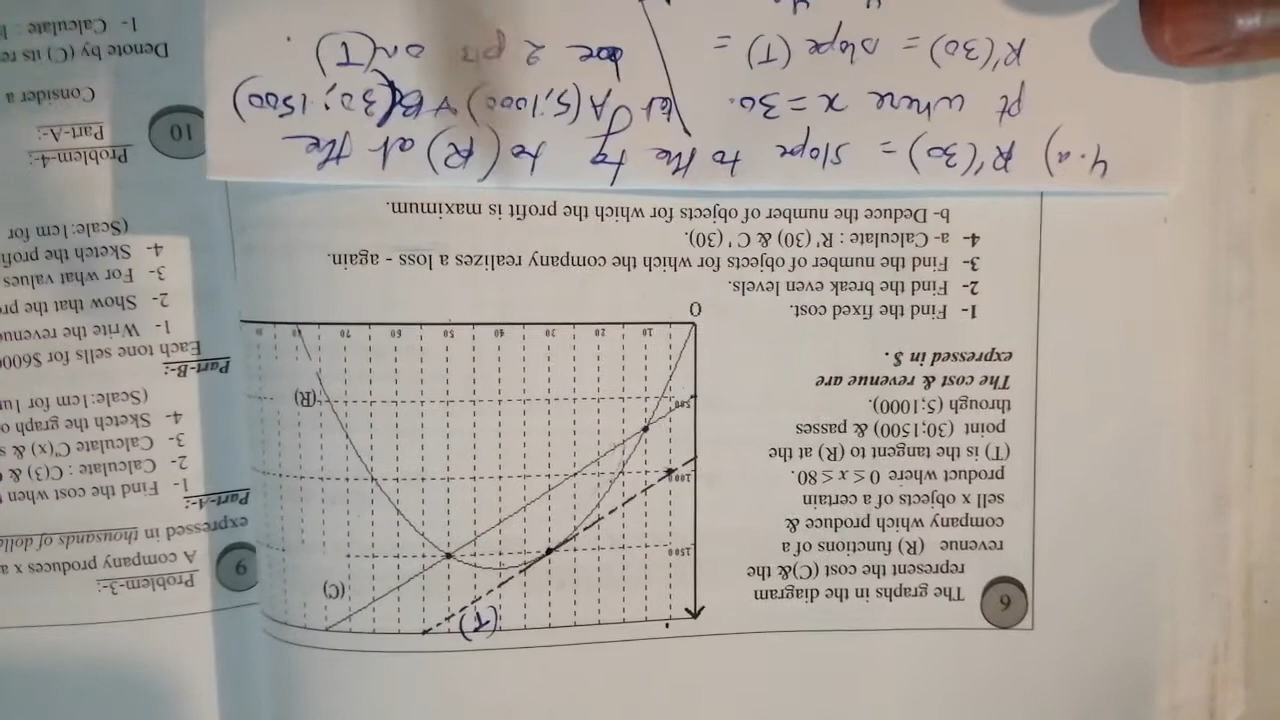 6
The graphs in the diagram
represent the cost (C)& the
revenue (R) functions of a
company which produce &
sell x objects of a certain
product where 0 ≤ x ≤ 80.
(T) is the tangent to (R) at the
point (30;1500) & passes
through (5;1000).
The cost & revenue are
expressed in $ .
(T)
(C)
(R)
1500
1000
500
O
10 20 30 40 50 60 70 80
1- Find the fixed cost.
2- Find the break even levels.
3- Find the number of objects for which the company realizes a loss - again.
4- a- Calculate : R' (30) & C' (30).
b- Deduce the number of objects for which the profit is maximum.
4. a) R'(30) = slope to the tg to (R) at the
pt where x = 30.
R'(30) = slope (T) =
let A(5;1000) & B(30;1500)
be 2 pts on (T)
.
9
Problem-3-:
A company produces x
expressed in thousands of
Part-A-:
1- Find the cost when
2- Calculate : C(3) &
3- Calculate C'(x) &
4- Sketch the graph
(Scale:1cm for
Part-B-:
Each tone sells for $6000
1- Write the
2- Show that the
3- For what values
4- Sketch the
(Scale:1cm for
10
Problem-4-:
Part-A-:
Consider a
Denote by (C) its
1- Calculate :